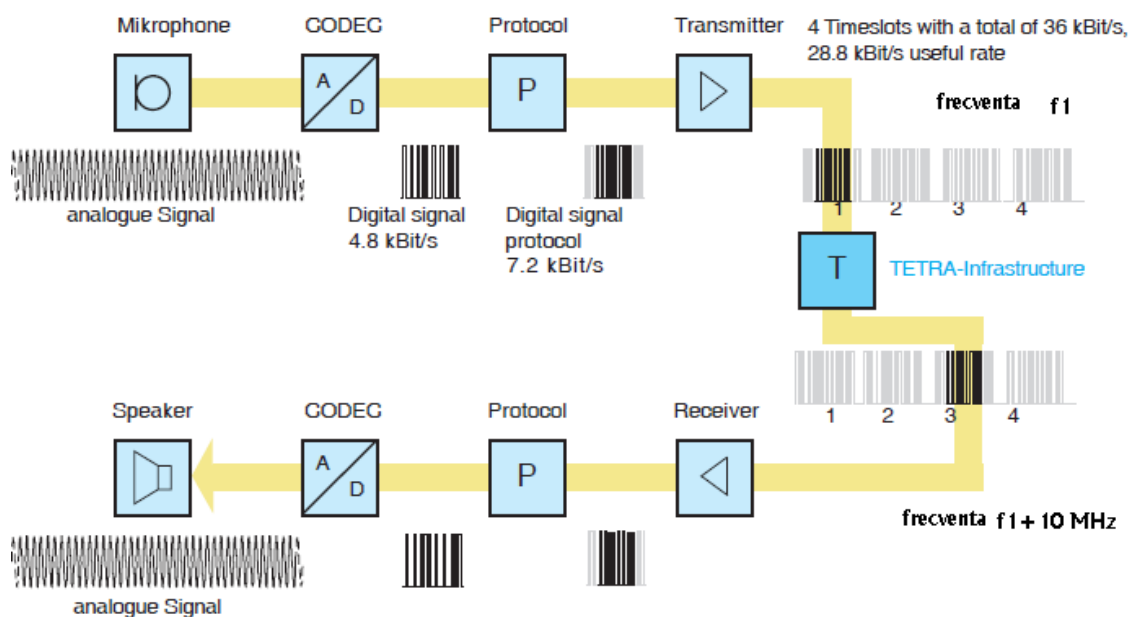 Mikrophone
CODEC
Protocol
Transmitter
4 Timeslots with a total of 36 kBit/s,
28.8 kBit/s useful rate
A
D
P
frecventa f1
analogue Signal
Digital signal
4.8 kBit/s
Digital signal
protocol
7.2 kBit/s
1 2 3 4
T
TETRA-Infrastructure
1 2 3 4
Speaker
CODEC
Protocol
Receiver
A
D
P
frecventa f1+10 MHz
analogue Signal